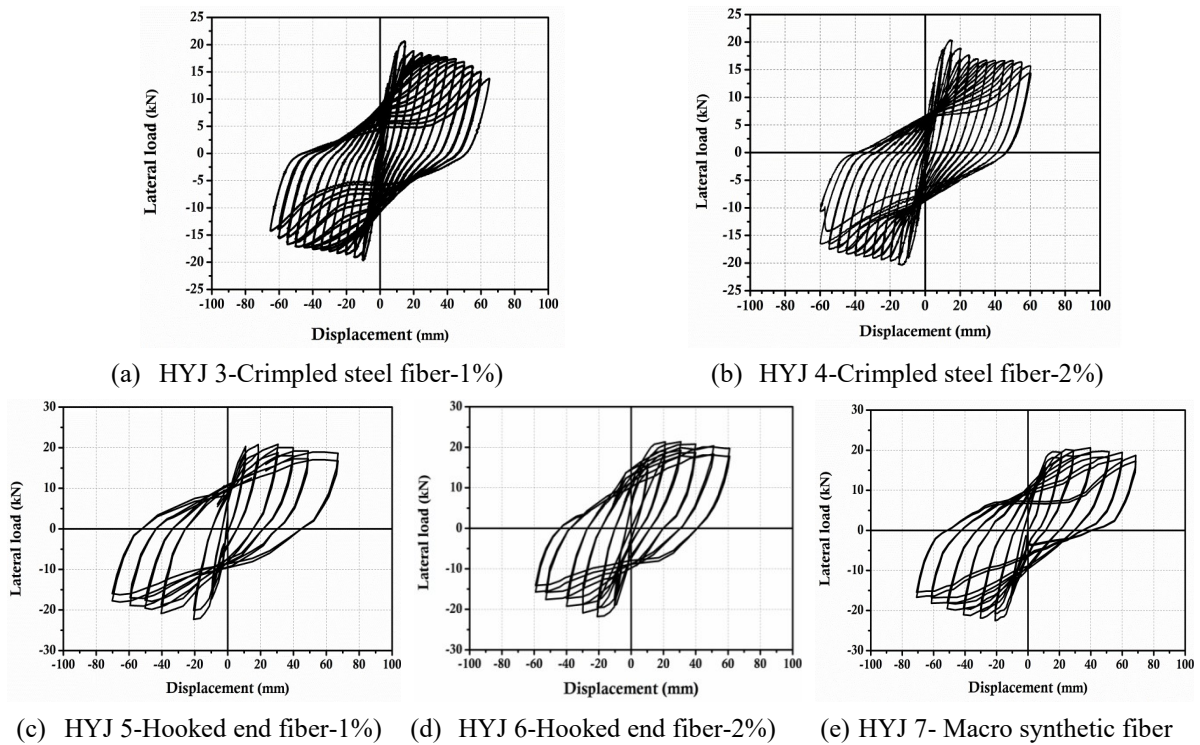 25
20
15
10
5
0
-5
-10
-15
-20
25
-100 -80 -60 -40 -20 0 20 40 60 80 100
Lateral load (kN)
Displacement (mm)
(a) HYJ 3-Crimpled steel fiber-1%)
25
20
15
10
5
0
-5
-10
-15
-20
25
-100 -80 -60 -40 -20 0 20 40 60 80 100
Lateral load (kN)
Displacement (mm)
(b) HYJ 4-Crimpled steel fiber-2%)
30
20
10
0
-10
-20
-30
-100 -80 -60 -40 -20 0 20 40 60 80 100
Lateral load (kN)
Displacement (mm)
(c) HYJ 5-Hooked end fiber-1%)
30
20
10
0
-10
-20
-30
-100 -80 -60 -40 -20 0 20 40 60 80 100
Lateral load (kN)
Displacement (mm)
(d) HYJ 6-Hooked end fiber-2%)
30
20
10
0
-10
-20
-30
-100 -80 -60 -40 -20 0 20 40 60 80 100
Lateral load (kN)
Displacement (mm)
(e) HYJ 7- Macro synthetic fiber